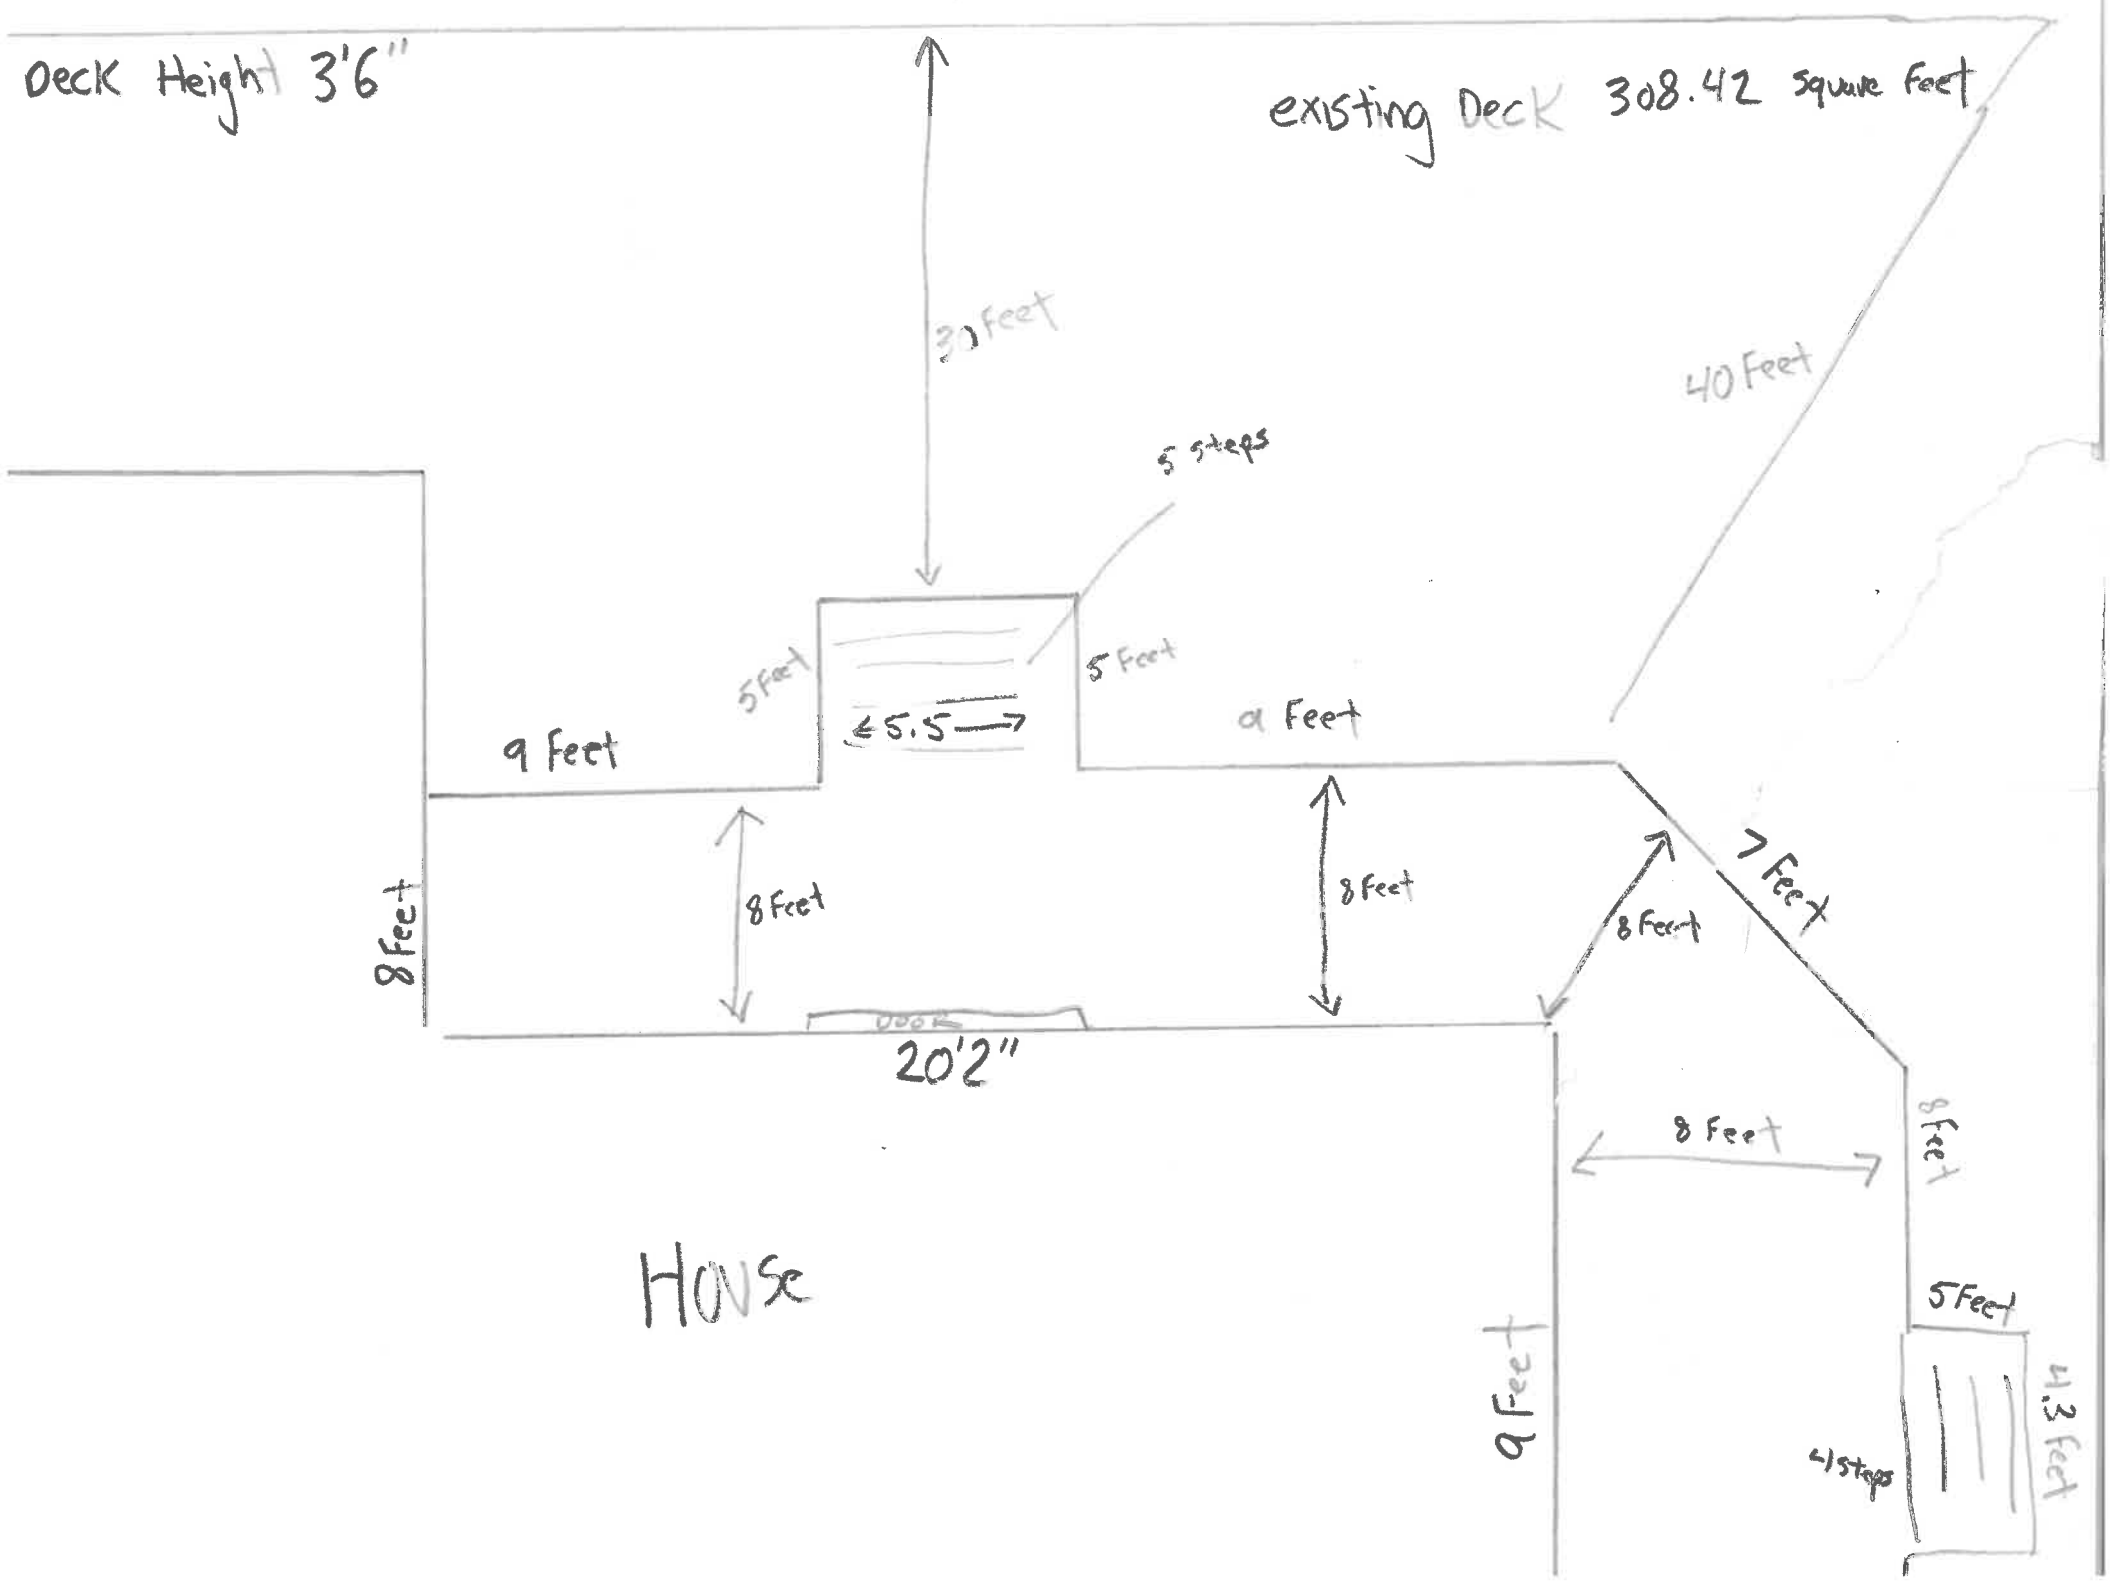 Deck Height 3'6"
existing Deck 308.42 square Feet
30 Feet
40 Feet
5 steps
5 Feet
5 Feet
5.5
9 Feet
9 Feet
7 Feet
8 Feet
8 Feet
8 Feet
8 Feet
DOOR
20'2"
8 Feet
8 Feet
House
5 Feet
9 Feet
4 steps
4.3 Feet